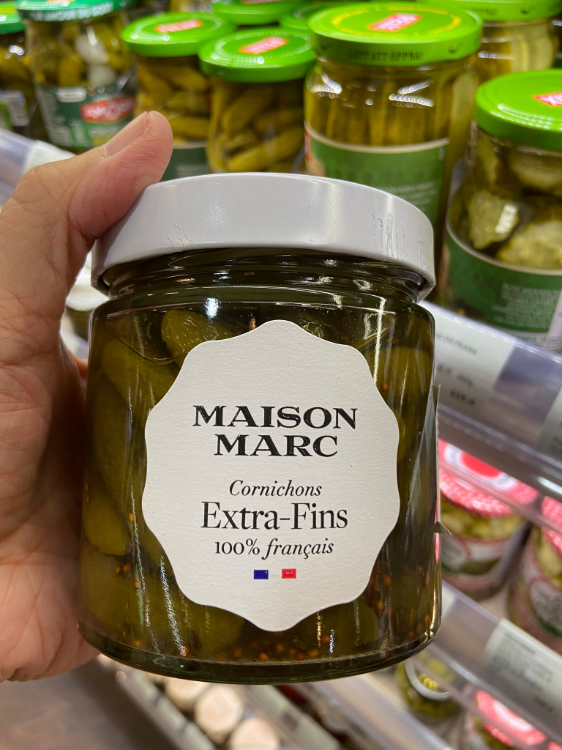 MAISON
MARC
Cornichons
Extra-Fins
100% français